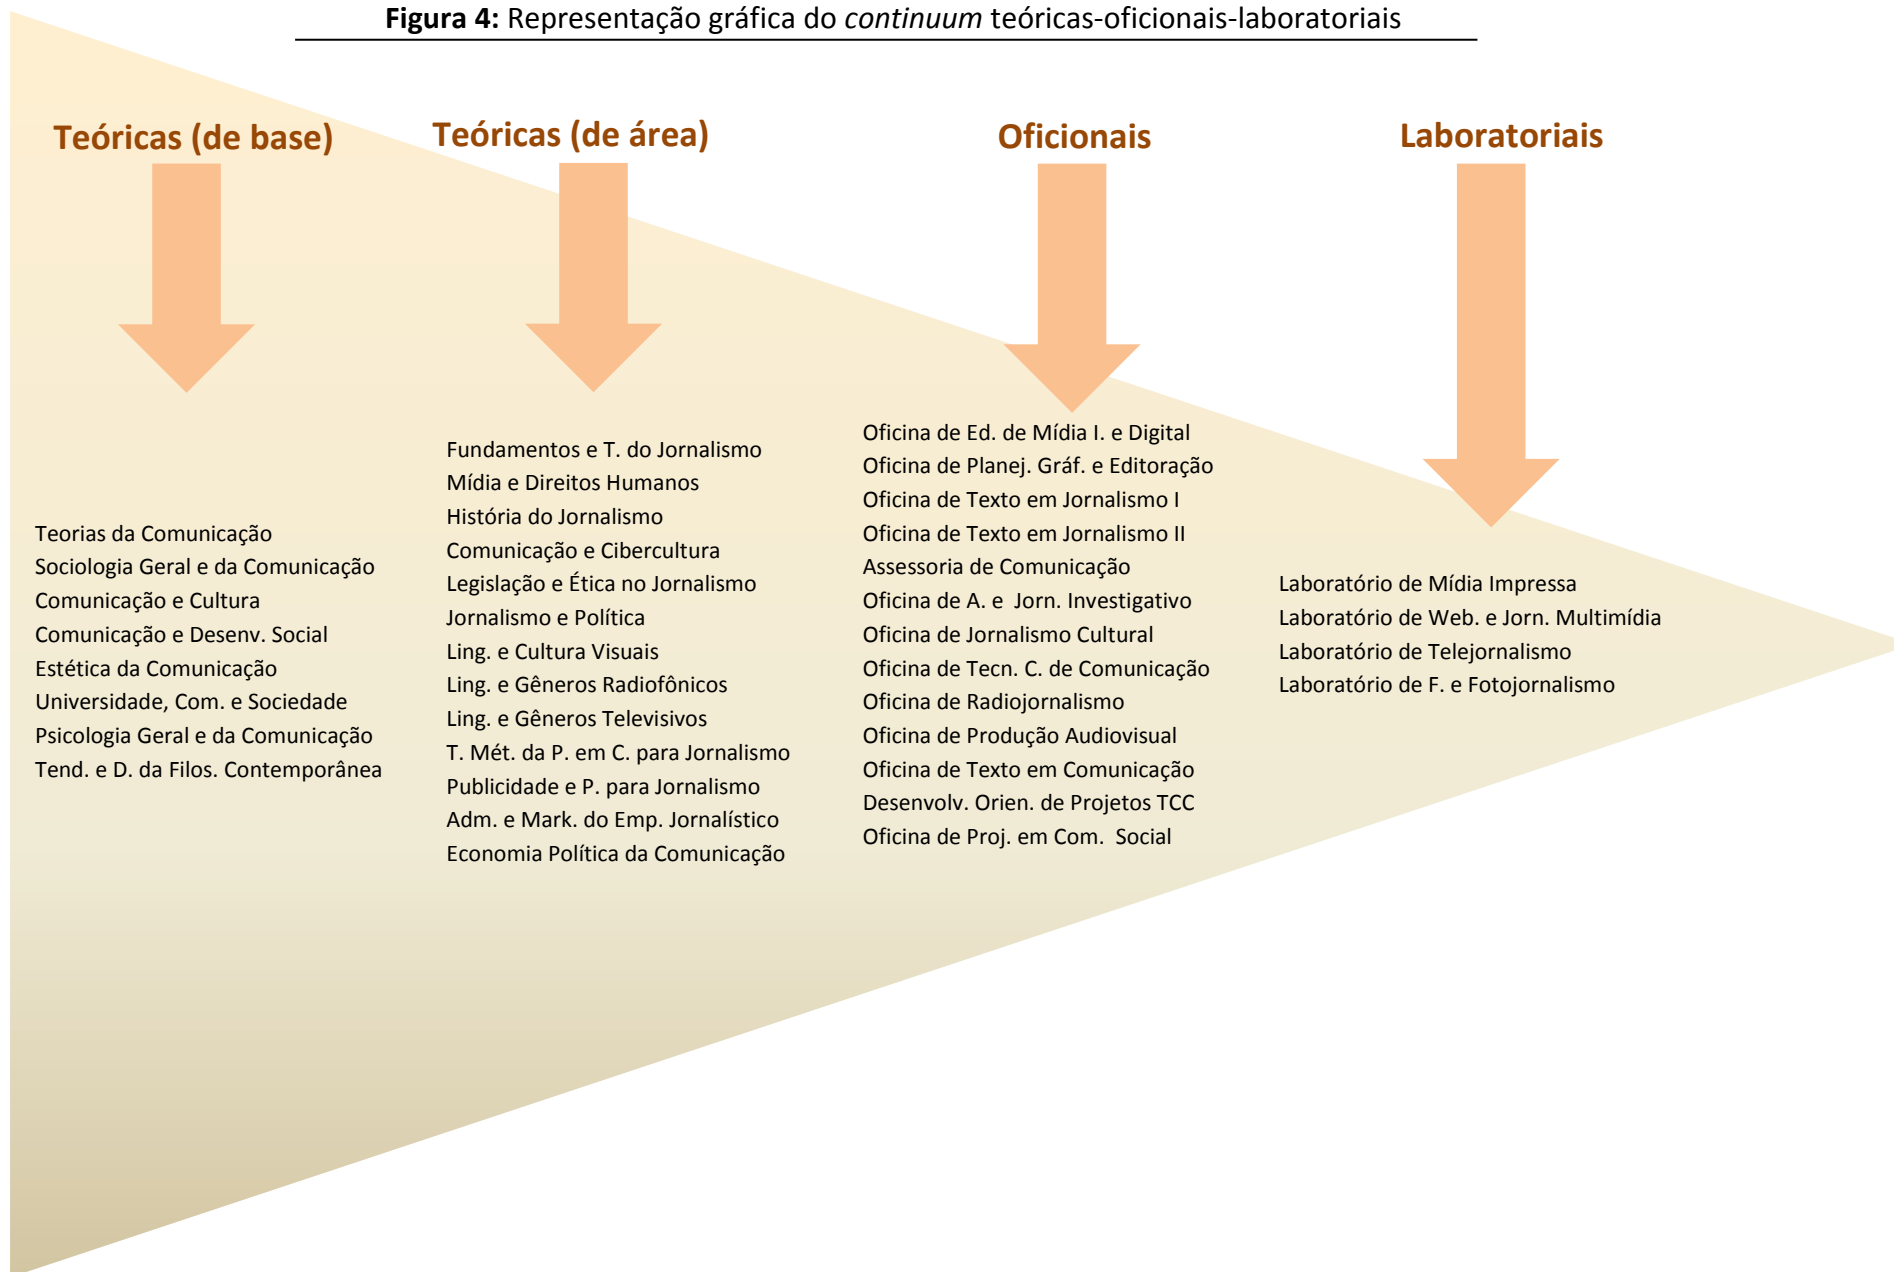 Figura 4: Representação gráfica do continuum teóricas-oficionais-laboratoriais
Teóricas (de base)
Teorias da Comunicação
Sociologia Geral e da Comunicação
Comunicação e Cultura
Comunicação e Desenv. Social
Estética da Comunicação
Universidade, Com. e Sociedade
Psicologia Geral e da Comunicação
Tend. e D. da Filos. Contemporânea
Teóricas (de área)
Fundamentos e T. do Jornalismo
Mídia e Direitos Humanos
História do Jornalismo
Comunicação e Cibercultura
Legislação e Ética no Jornalismo
Jornalismo e Política
Ling. e Cultura Visuais
Ling. e Gêneros Radiofônicos
Ling. e Gêneros Televisivos
T. Mét. da P. em C. para Jornalismo
Publicidade e P. para Jornalismo
Adm. e Mark. do Emp. Jornalístico
Economia Política da Comunicação
Oficionais
Oficina de Ed. de Mídia I. e Digital
Oficina de Planej. Gráf. e Editoração
Oficina de Texto em Jornalismo I
Oficina de Texto em Jornalismo II
Assessoria de Comunicação
Oficina de A. e Jorn. Investigativo
Oficina de Jornalismo Cultural
Oficina de Tecn. C. de Comunicação
Oficina de Radiojornalismo
Oficina de Produção Audiovisual
Oficina de Texto em Comunicação
Desenvolv. Orien. de Projetos TCC
Oficina de Proj. em Com. Social
Laboratoriais
Laboratório de Mídia Impressa
Laboratório de Web. e Jorn. Multimídia
Laboratório de Telejornalismo
Laboratório de F. e Fotojornalismo